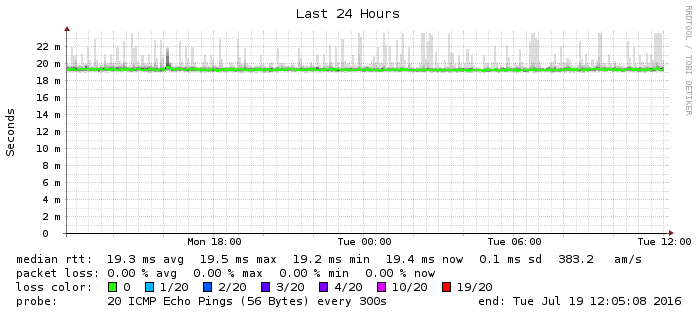 Last 24 Hours
RRDTOOL / TOBI OETIKER
Seconds
22 m
20 m
18 m
16 m
14 m
12 m
10 m
8 m
6 m
4 m
2 m
0
Mon 18:00 Tue 00:00 Tue 06:00 Tue 12:00
median rtt: 19.3 ms avg 19.5 ms max 19.2 ms min 19.4 ms now 0.1 ms sd 383.2 am/s
packet loss: 0.00 % avg 0.00 % max 0.00 % min 0.00 % now
loss color: 0 1/20 2/20 3/20 4/20 10/20 19/20
probe: 20 ICMP Echo Pings (56 Bytes) every 300s end: Tue Jul 19 12:05:08 2016